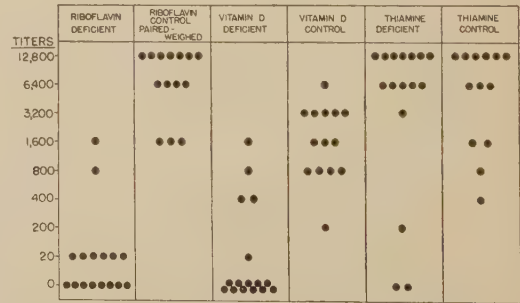 RIBOFLAVIN DEFICIENT
RIBOFLAVIN CONTROL PAIRED-WEIGHED
VITAMIN D DEFICIENT
VITAMIN D CONTROL
THIAMINE DEFICIENT
THIAMINE CONTROL
TITERS
12,800
6,400
3,200
1,600
800
400
200
20
0